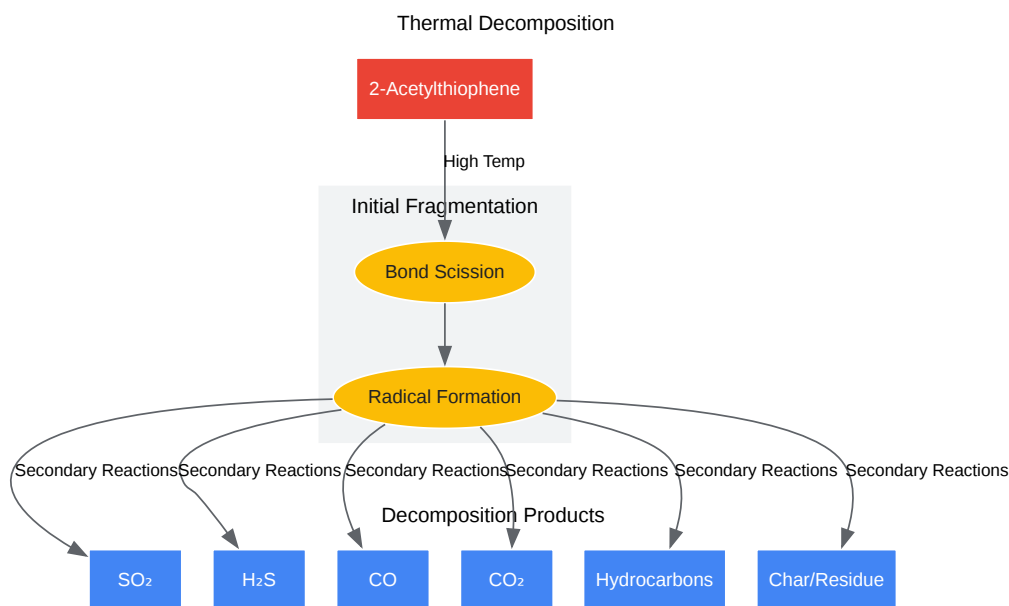 Thermal Decomposition
2-Acetylthiophene
High Temp
Initial Fragmentation
Bond Scission
Radical Formation
Secondary Reactions
Secondary Reactions
Secondary Reactions
Secondary Reactions
Secondary Reactions
Secondary Reactions
Decomposition Products
SO₂
H₂S
CO
CO₂
Hydrocarbons
Char/Residue